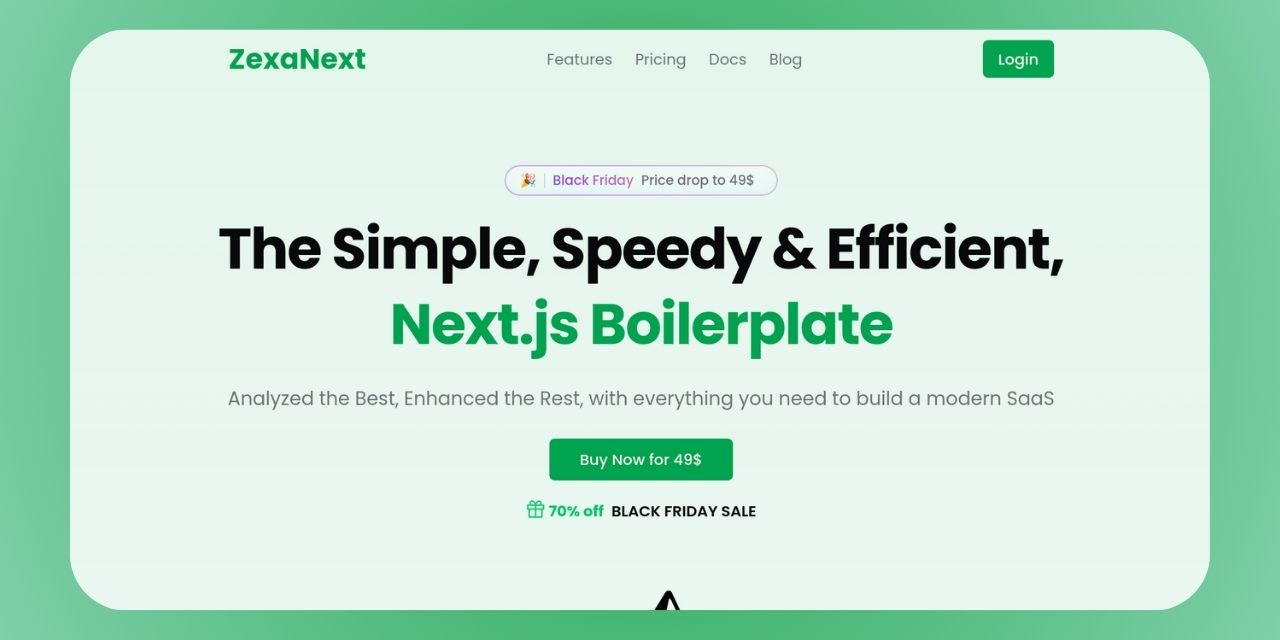 ZexaNext
Features Pricing Docs Blog
Login
🎉 | Black Friday Price drop to 49$
The Simple, Speedy & Efficient,
Next.js Boilerplate
Analyzed the Best, Enhanced the Rest, with everything you need to build a modern SaaS
Buy Now for 49$
70% off BLACK FRIDAY SALE